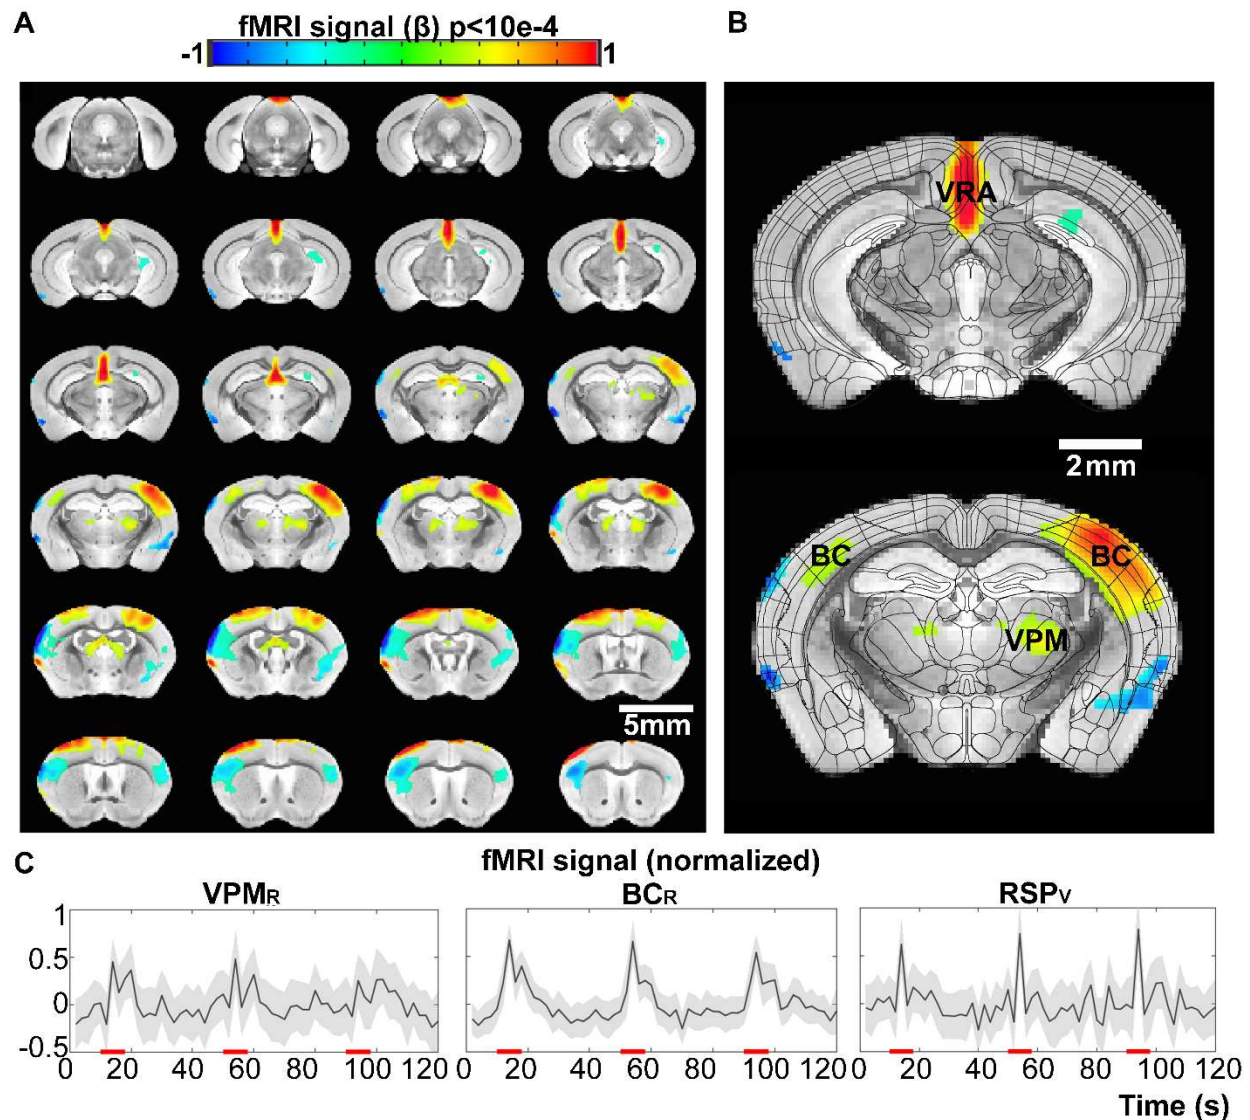 A
fMRI signal (β) p<10e-4
-1
1
B
VRA
2mm
BC
BC
VPM
5mm
C
fMRI signal (normalized)
VPMR
BCR
RSPV
1
0.5
0
-0.5
0 20 40 60 80 100 120
0 20 40 60 80 100 120
0 20 40 60 80 100 120
Time (s)